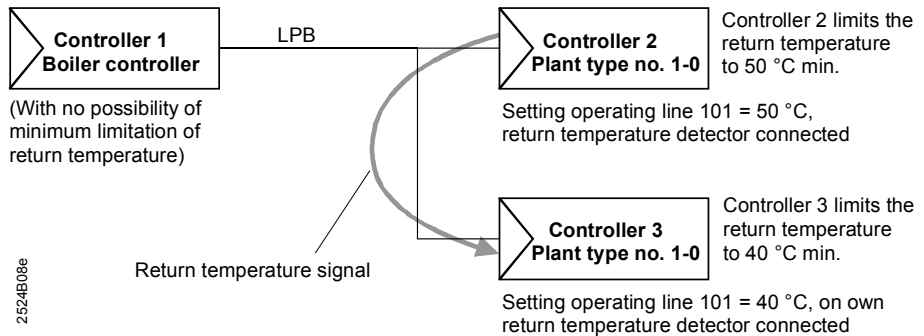 Controller 1
Boiler controller
(With no possibility of
minimum limitation of
return temperature)
LPB
Controller 2
Plant type no. 1-0
Controller 2 limits the
return temperature
to 50 °C min.
Setting operating line 101 = 50 °C,
return temperature detector connected
Controller 3
Plant type no. 1-0
Controller 3 limits the
return temperature
to 40 °C min.
Return temperature signal
Setting operating line 101 = 40 °C, on own
return temperature detector connected
2524B08e